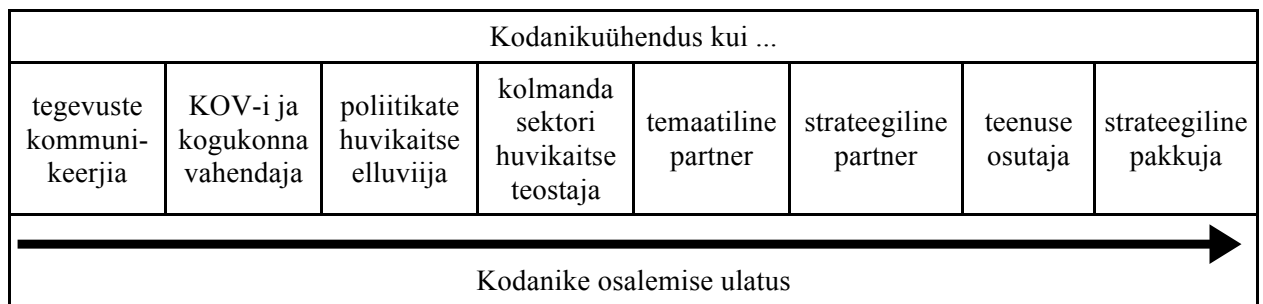 Kodanikuühendus kui ...
tegevuste
kommuni-
keerjia
KOV-i ja
kogukonna
vahendaja
poliitikate
huvikaitse
elluviija
kolmanda
sektori
huvikaitse
teostaja
temaatiline
partner
strateegiline
partner
teenuse
osutaja
strateegiline
pakkuja
Kodanike osalemise ulatus